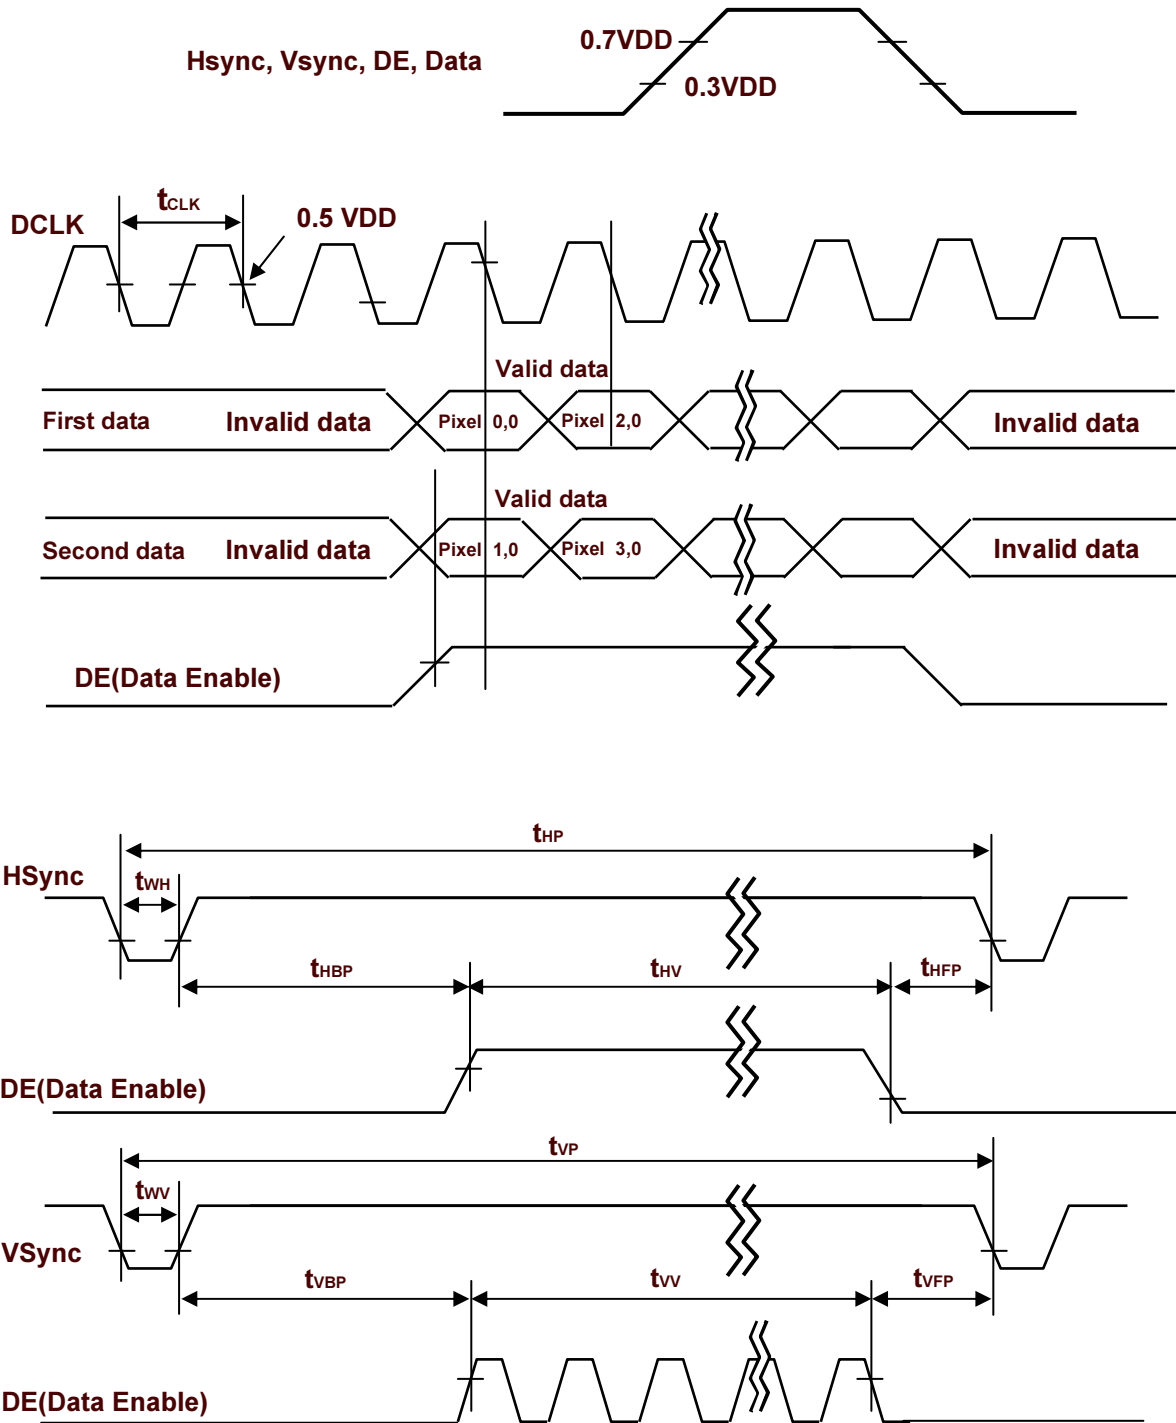 0.7VDD
Hsync, Vsync, DE, Data
0.3VDD
tCLK
DCLK
0.5 VDD
Valid data
First data
Invalid data
Pixel 0,0
Pixel 2,0
Invalid data
Valid data
Second data
Invalid data
Pixel 1,0
Pixel 3,0
Invalid data
DE(Data Enable)
tHP
HSync
tWH
tHBP
tHV
tHFP
DE(Data Enable)
tVP
tWV
VSync
tVBP
tVV
tVFP
DE(Data Enable)